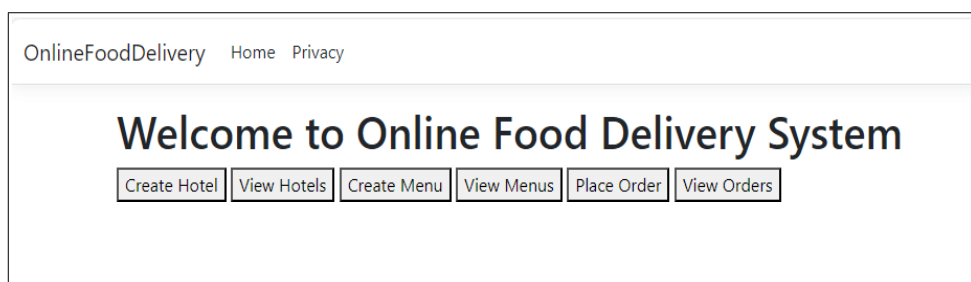 OnlineFoodDelivery Home Privacy
Welcome to Online Food Delivery System
Create Hotel View Hotels Create Menu View Menus Place Order View Orders